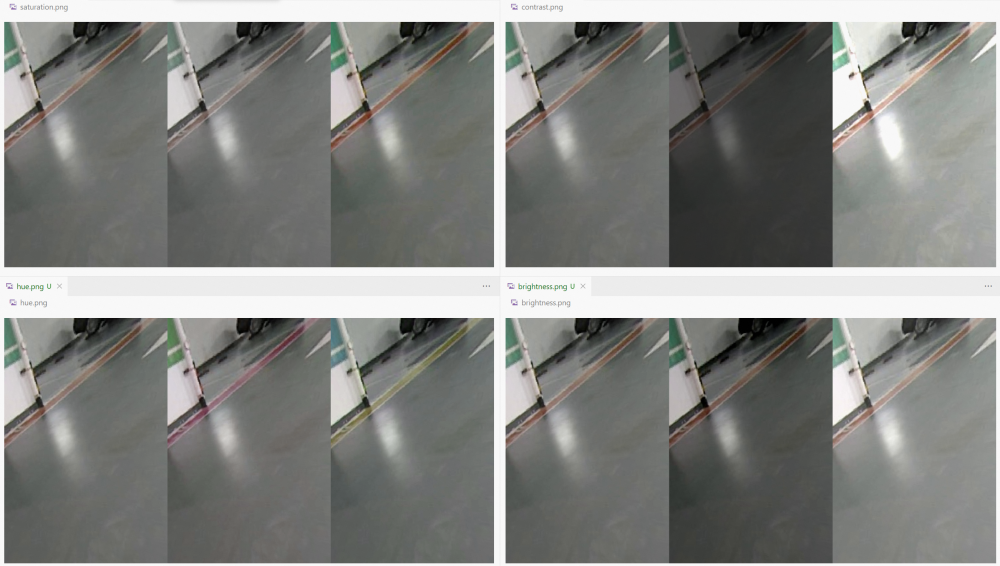 saturation.png
contrast.png
hue.png U
hue.png
brightness.png U
brightness.png